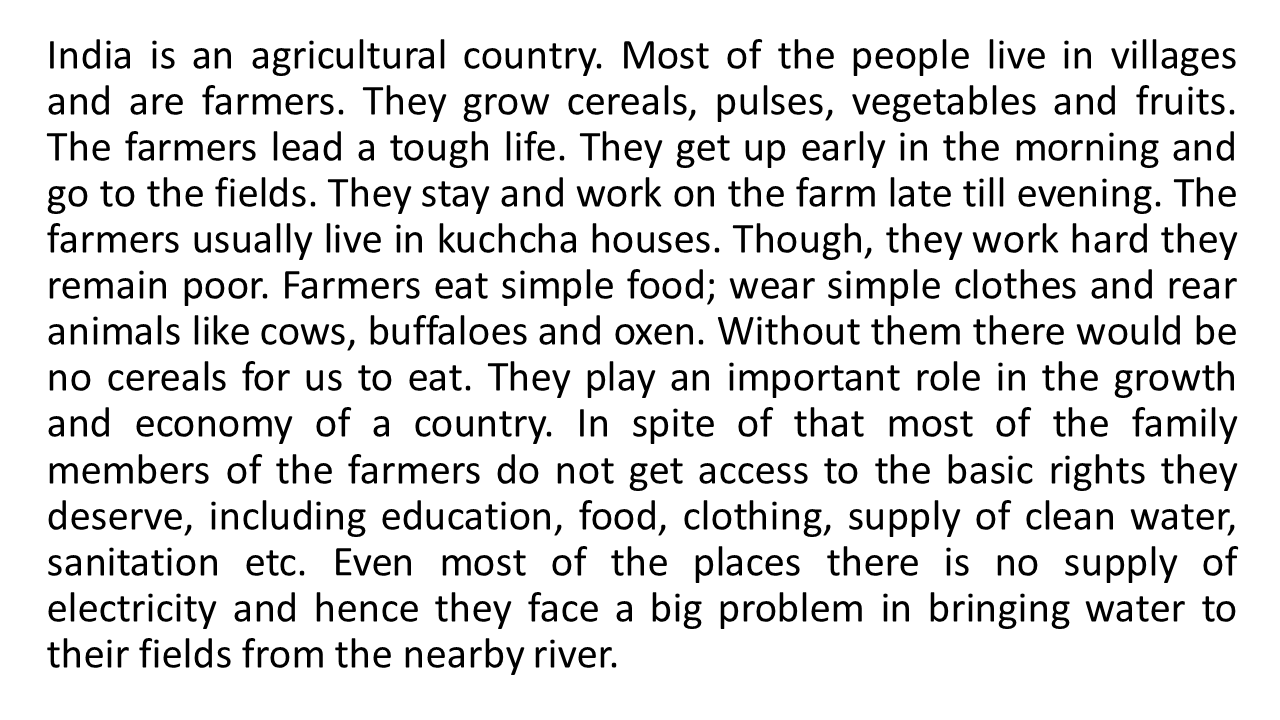 India is an agricultural country. Most of the people live in villages
and are farmers. They grow cereals, pulses, vegetables and fruits.
The farmers lead a tough life. They get up early in the morning and
go to the fields. They stay and work on the farm late till evening. The
farmers usually live in kuchcha houses. Though, they work hard they
remain poor. Farmers eat simple food; wear simple clothes and rear
animals like cows, buffaloes and oxen. Without them there would be
no cereals for us to eat. They play an important role in the growth
and economy of a country. In spite of that most of the family
members of the farmers do not get access to the basic rights they
deserve, including education, food, clothing, supply of clean water,
sanitation etc. Even most of the places there is no supply of
electricity and hence they face a big problem in bringing water to
their fields from the nearby river.